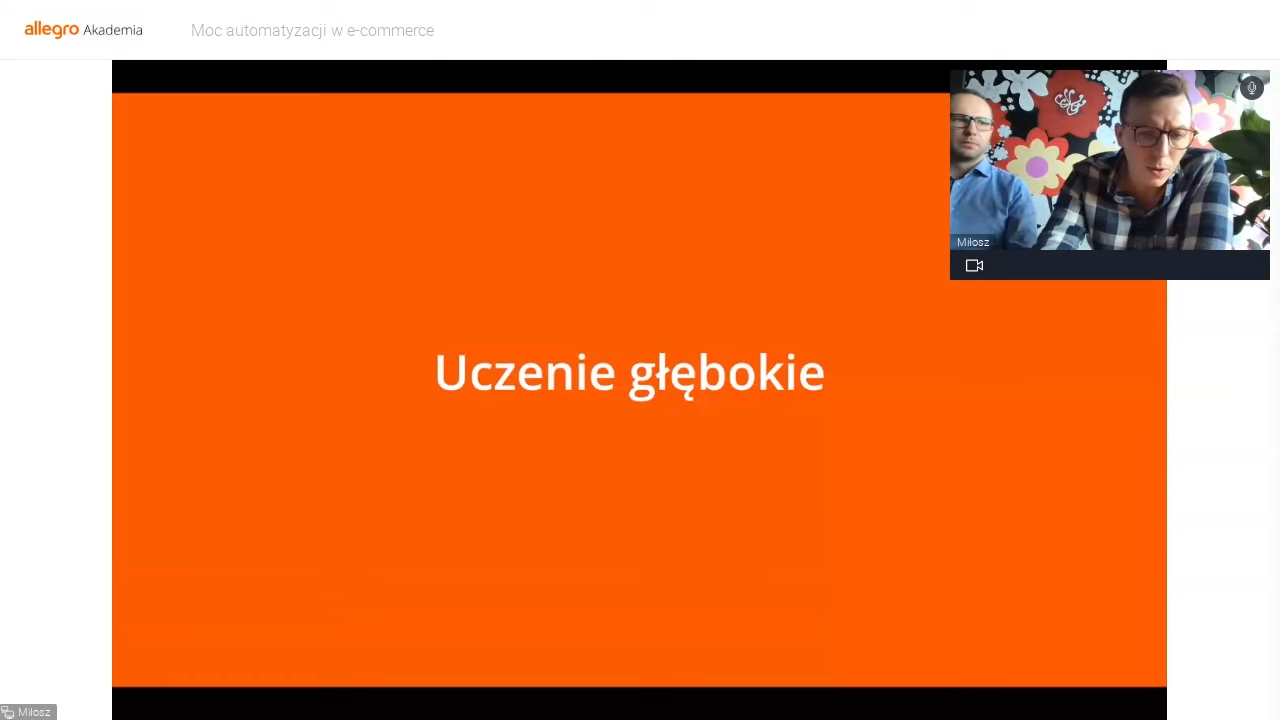 allegro Akademia
Moc automatyzacji w e-commerce
Miłosz
Uczenie głębokie
Miłosz